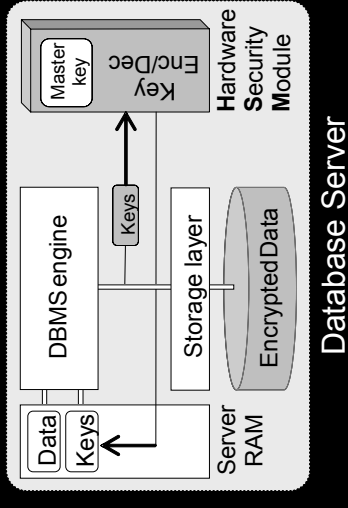 Data
Keys
Server
RAM
DBMS engine
Keys
Storage layer
Encrypted Data
Master
key
Key
Enc/Dec
Hardware
Security
Module
Database Server